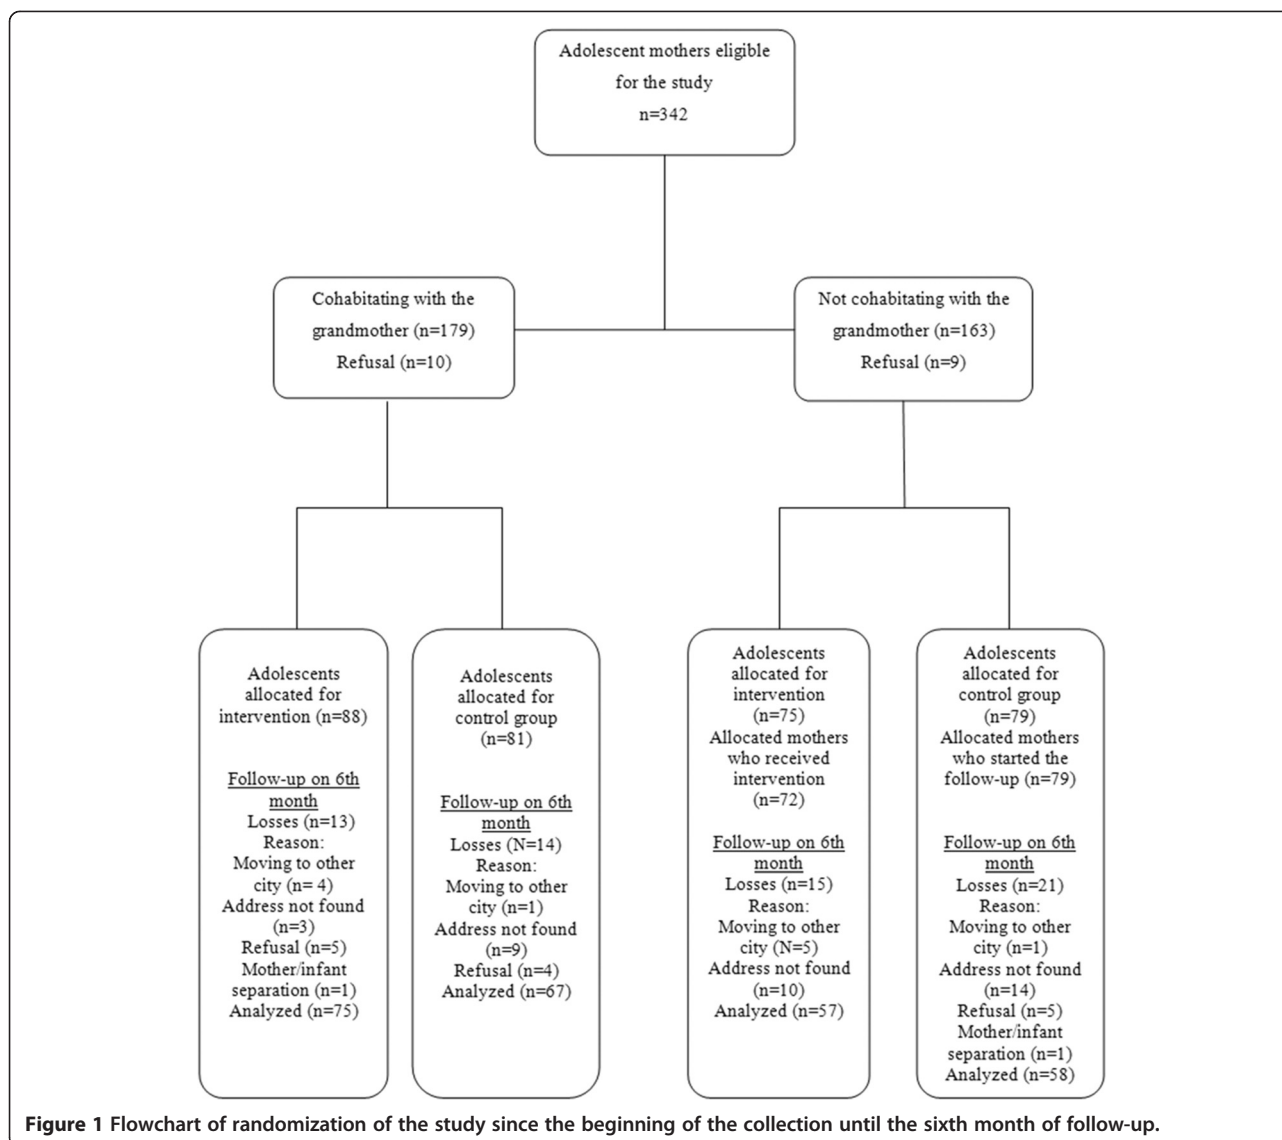 Adolescent mothers eligible
for the study
n=342
Cohabitating with the
grandmother (n=179)
Refusal (n=10)
Not cohabitating with the
grandmother (n=163)
Refusal (n=9)
Adolescents
allocated for
intervention (n=88)
Follow-up on 6th
month
Losses (n=13)
Reason:
Moving to other
city (n= 4)
Address not found
(n=3)
Refusal (n=5)
Mother/infant
separation (n=1)
Analyzed (n=75)
Adolescents
allocated for
control group
(n=81)
Follow-up on 6th
month
Losses (N=14)
Reason:
Moving to other
city (n=1)
Address not found
(n=9)
Refusal (n=4)
Analyzed (n=67)
Adolescents
allocated for
intervention
(n=75)
Allocated mothers
who received
intervention
(n=72)
Follow-up on 6th
month
Losses (n=15)
Reason:
Moving to other
city (N=5)
Address not found
(n=10)
Analyzed (n=57)
Adolescents
allocated for
control group
(n=79)
Allocated mothers
who started the
follow-up (n=79)
Follow-up on 6th
month
Losses (n=21)
Reason:
Moving to other
city (n=1)
Address not found
(n=14)
Refusal (n=5)
Mother/infant
separation (n=1)
Analyzed (n=58)
Figure 1 Flowchart of randomization of the study since the beginning of the collection until the sixth month of follow-up.